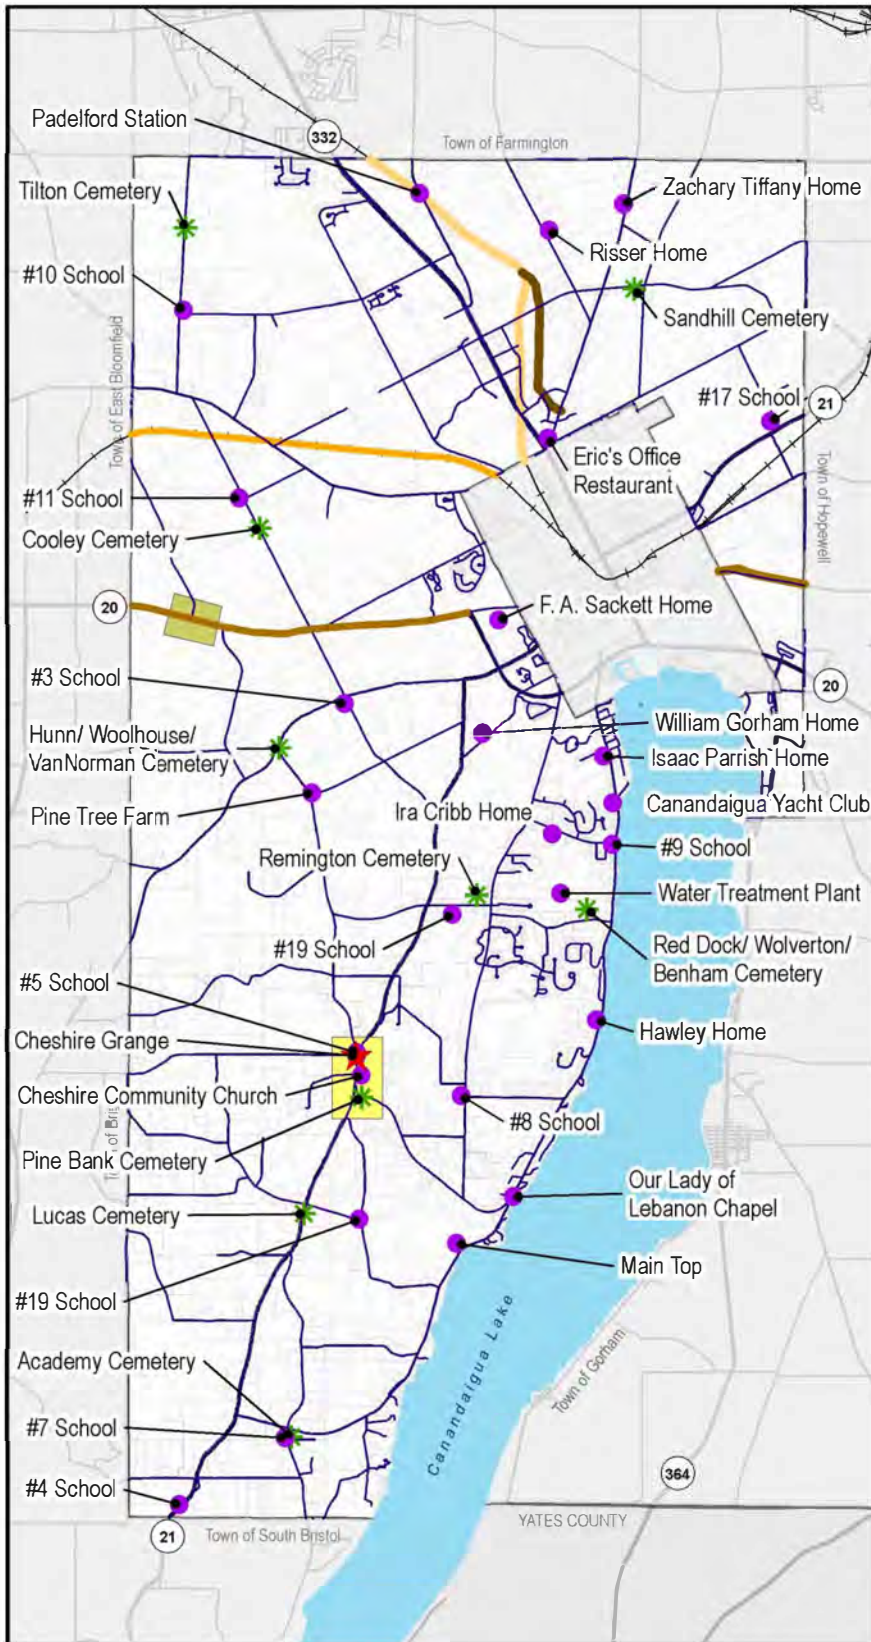 Padelford Station
332
Town of Farmington
Tilton Cemetery
Zachary Tiffany Home
Risser Home
#10 School
Sandhill Cemetery
Town of East Bloomfield
#17 School
21
Eric's Office
Restaurant
Town of Hopewell
#11 School
Cooley Cemetery
20
F. A. Sackett Home
#3 School
20
Hunn/ Woolhouse/
VanNorman Cemetery
William Gorham Home
Isaac Parrish Home
Pine Tree Farm
Ira Cribb Home
Canandaigua Yacht Club
#9 School
Remington Cemetery
Water Treatment Plant
#19 School
Red Dock/ Wolverton/
Benham Cemetery
#5 School
Hawley Home
Cheshire Grange
Cheshire Community Church
#8 School
Pine Bank Cemetery
Our Lady of
Lebanon Chapel
Lucas Cemetery
Main Top
#19 School
Canandaigua Lake
Town of Gorham
Academy Cemetery
#7 School
364
#4 School
YATES COUNTY
21
Town of South Bristol